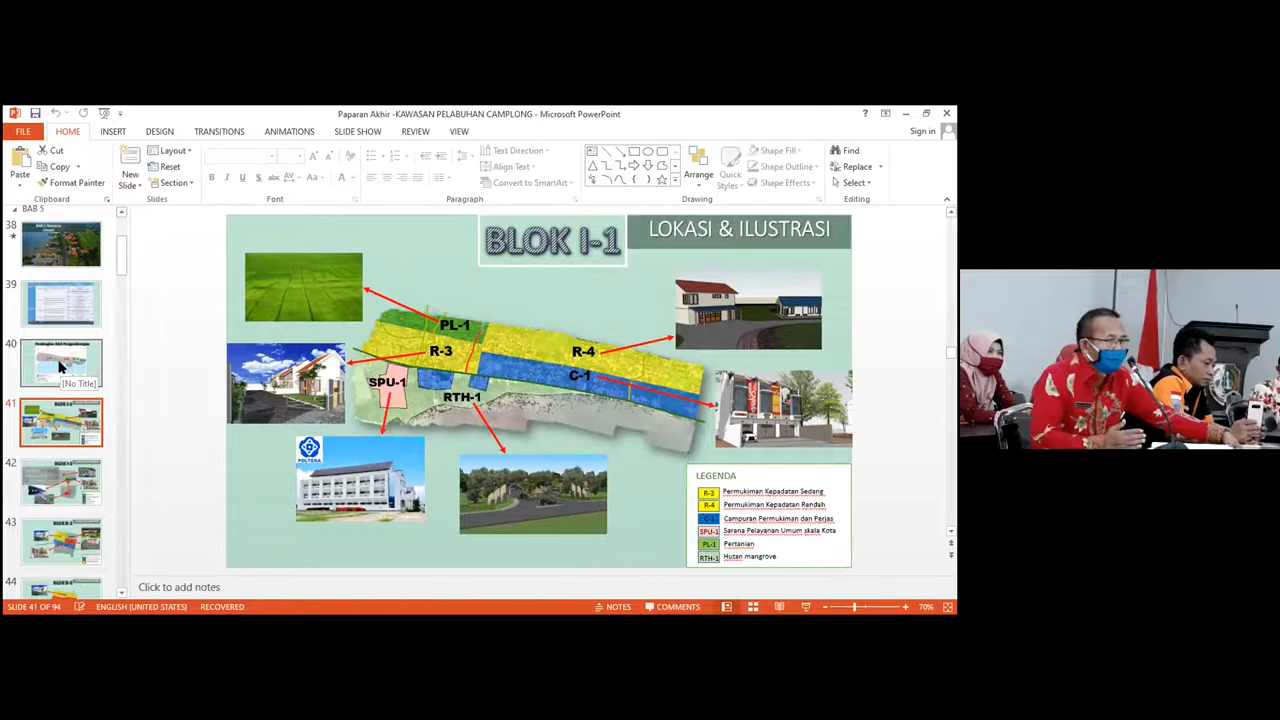 Paparan Akhir -KAWASAN PELABUHAN CAMPLONG - Microsoft PowerPoint
FILE HOME INSERT DESIGN TRANSITIONS ANIMATIONS SLIDE SHOW REVIEW VIEW Sign in
Paste
Cut
Copy
Format Painter
Clipboard
New Slide
Layout
Reset
Section
Slides
Font
Text Direction
Align Text
Convert to SmartArt
Paragraph
Arrange
Quick Styles
Shape Fill
Shape Outline
Shape Effects
Drawing
Find
Replace
Select
Editing
BAB 5
38
39
40
[No Title]
41
42
43
44
BLOK I-1
LOKASI & ILUSTRASI
PL-1
R-3
R-4
C-1
SPU-1
RTH-1
POLTERA
LEGENDA
R-3 Permukiman Kepadatan Sedang
R-4 Permukiman Kepadatan Rendah
C-1 Campuran Permukiman dan Perjas
SPU-1 Sarana Pelayanan Umum skala Kota
PL-1 Pertanian
RTH-1 Hutan mangrove
Click to add notes
SLIDE 41 OF 94 ENGLISH (UNITED STATES) RECOVERED NOTES COMMENTS 70%